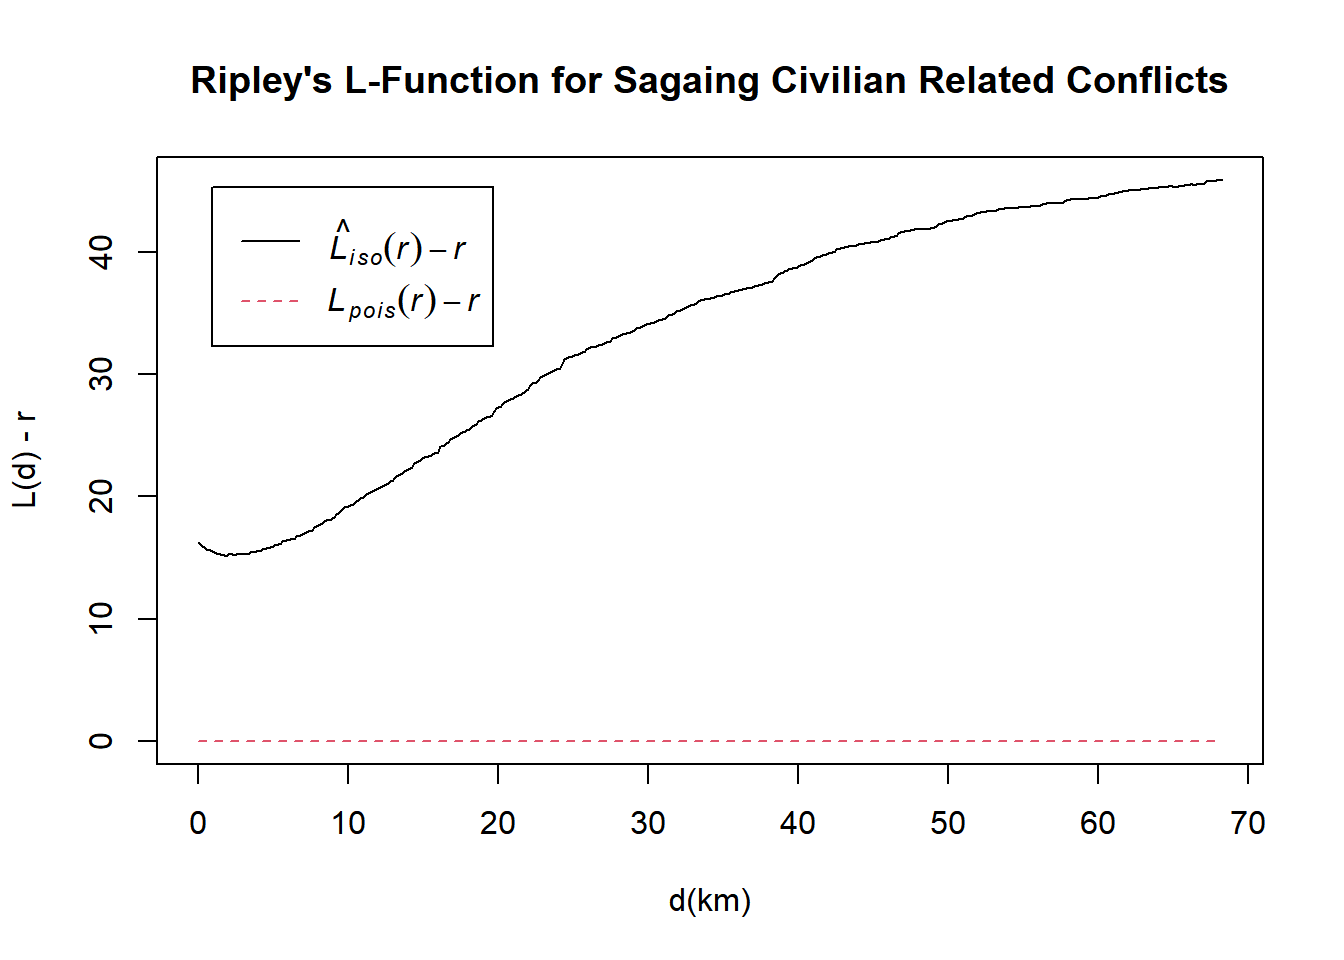 Ripley's L-Function for Sagaing Civilian Related Conflicts
L̂iso(r) – r
Lpois(r) – r
L(d) - r
40
30
20
10
0
0 10 20 30 40 50 60 70
d(km)